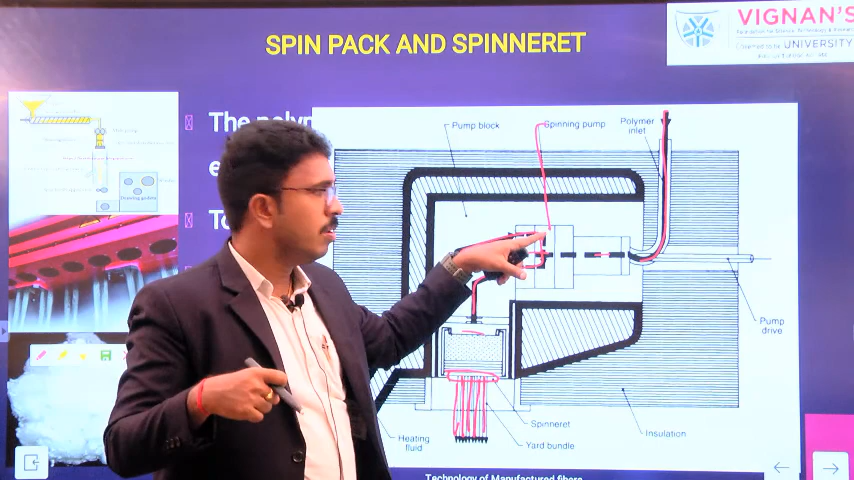 SPIN PACK AND SPINNERET
VIGNAN'S
UNIVERSITY
The polym
e
To
Pump block
Spinning pump
Polymer
inlet
Pump
drive
Spinneret
Insulation
Yard bundle
Heating
fluid
Technology of Manufactured fibers